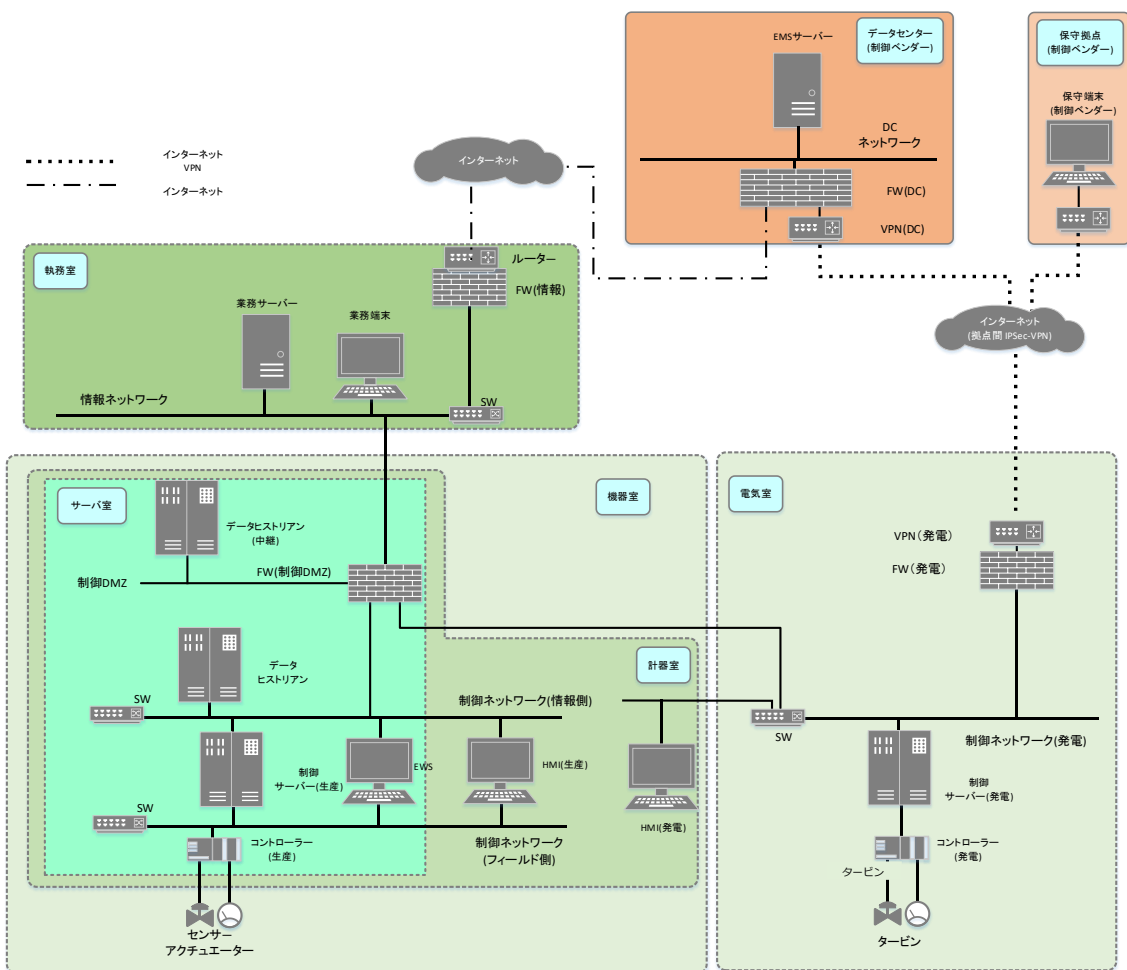 EMSサーバー
データセンター
(制御ベンダー)
保守拠点
(制御ベンダー)
保守端末
(制御ベンダー)
DC
ネットワーク
インターネット
VPN
インターネット
インターネット
FW(DC)
VPN(DC)
執務室
ルーター
FW(情報)
業務サーバー
業務端末
インターネット
(拠点間 IPSec-VPN)
情報ネットワーク
SW
サーバ室
機器室
電気室
データヒストリアン
(中継)
VPN(発電)
制御DMZ
FW(制御DMZ)
FW(発電)
データ
ヒストリアン
計器室
SW
制御ネットワーク(情報側)
SW
制御ネットワーク(発電)
制御
サーバー(生産)
EWS
HMI(生産)
制御
サーバー(発電)
SW
HMI(発電)
コントローラー
(生産)
制御ネットワーク
(フィールド側)
コントローラー
(発電)
タービン
センサー
アクチュエーター
タービン